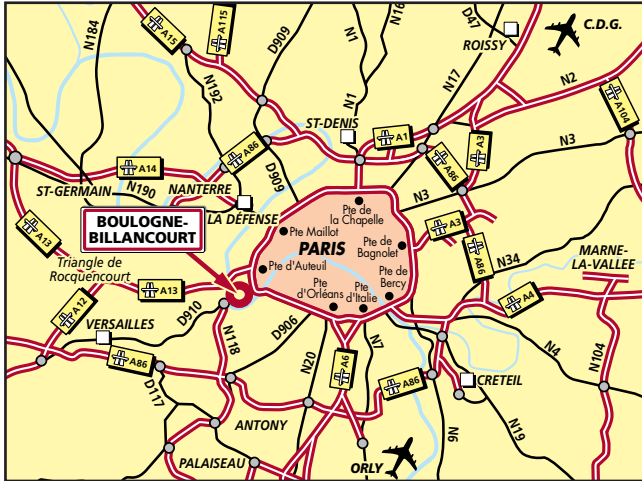 N184
A15
A115
D909
N1
N16
D47
ROISSY
C.D.G.
N192
N17
N2
A104
ST-DENIS
N1
A1
A3
N3
A86
A86
A14
D909
ST-GERMAIN
N190
NANTERRE
LA DÉFENSE
N3
BOULOGNE-
BILLANCOURT
Pte de
la Chapelle
Pte Maillot
PARIS
Pte de
Bagnolet
A3
A13
Triangle de
Rocquencourt
A86
N34
MARNE-
LA-VALLEE
Pte d'Auteuil
Pte de
Bercy
A13
Pte
d'Orléans
Pte
d'Italie
A4
A12
D910
VERSAILLES
N118
D906
N20
A6
N7
N4
N104
A86
D117
A86
CRETEIL
ANTONY
N6
N19
PALAISEAU
ORLY